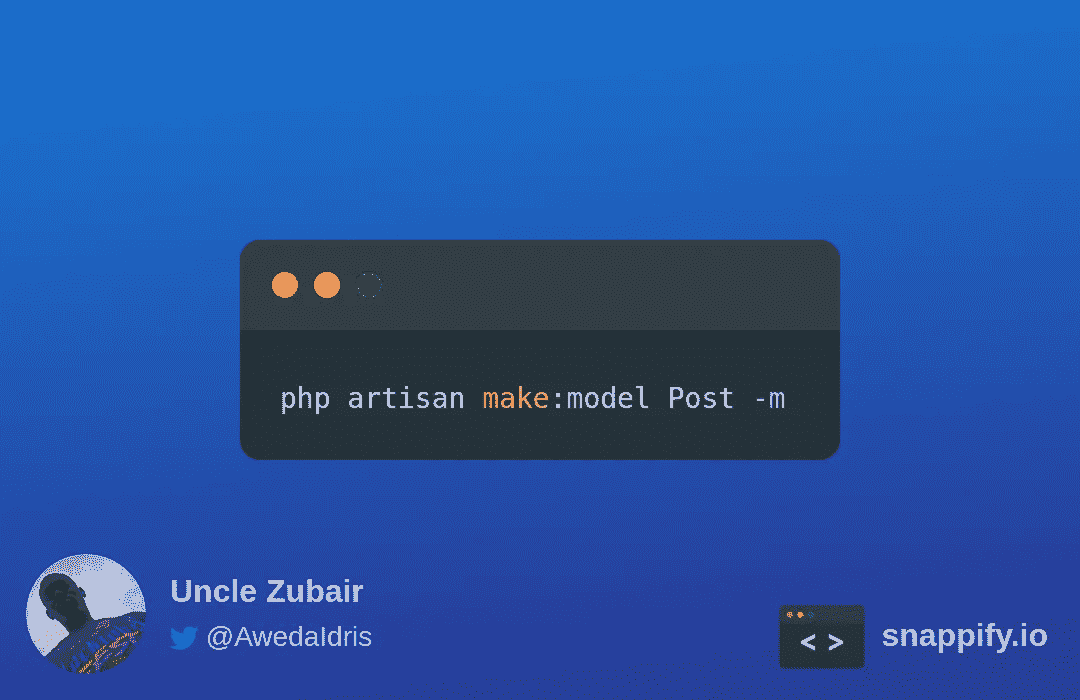 php artisan make:model Post -m
Uncle Zubair
@AwedaIdris
< >
snappify.io